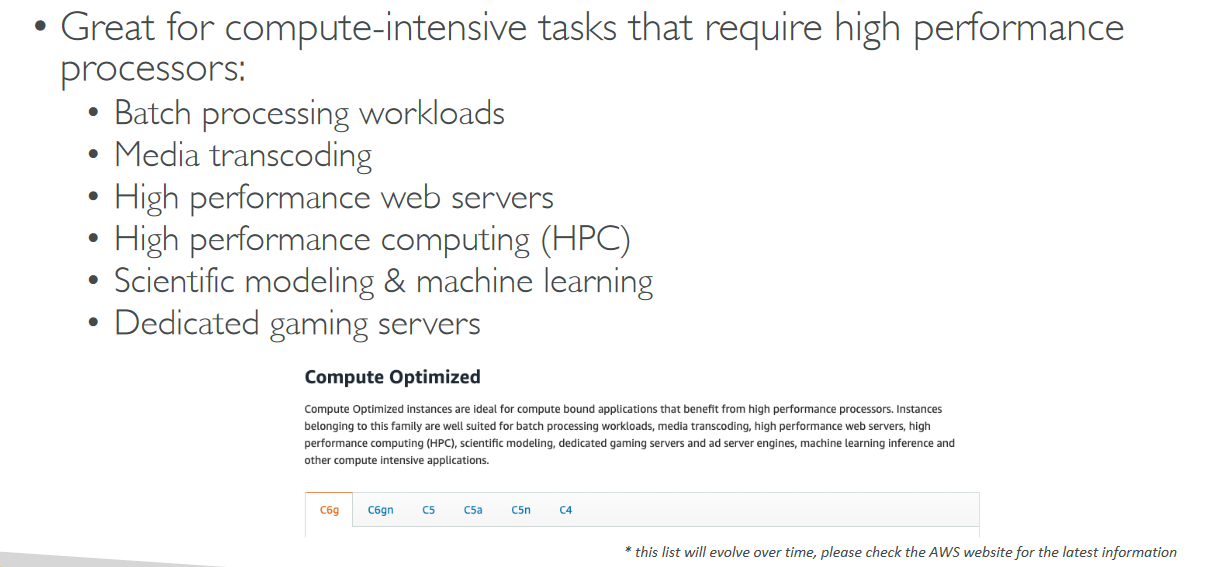 • Great for compute-intensive tasks that require high performance
processors:
• Batch processing workloads
• Media transcoding
• High performance web servers
• High performance computing (HPC)
• Scientific modeling & machine learning
• Dedicated gaming servers
Compute Optimized
Compute Optimized instances are ideal for compute bound applications that benefit from high performance processors. Instances
belonging to this family are well suited for batch processing workloads, media transcoding, high performance web servers, high
performance computing (HPC), scientific modeling, dedicated gaming servers and ad server engines, machine learning inference and
other compute intensive applications.
C6g C6gn C5 C5a C5n C4
* this list will evolve over time, please check the AWS website for the latest information